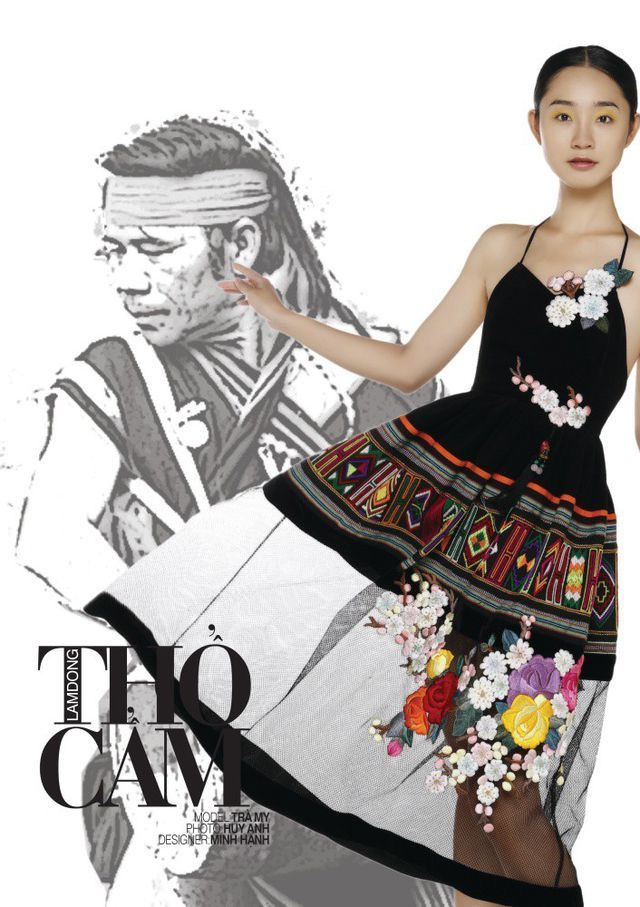 LAMDONG
THỔ
CẨM
MODEL:TRÀ MY
PHOTO:HUY ANH
DESIGNER:MINH HẠNH